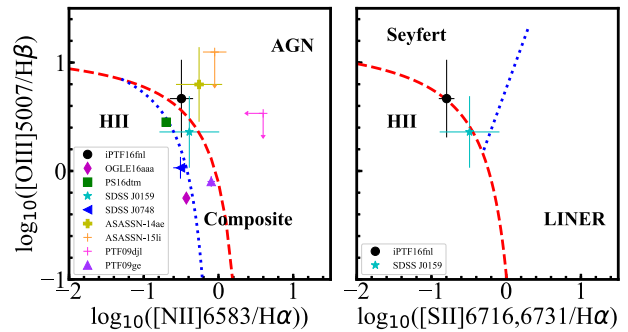 log₁₀([OIII]5007/Hβ)
1
0
−1
AGN
HII
Composite
iPTF16fnl
OGLE16aaa
PS16dtm
SDSS J0159
SDSS J0748
ASASSN-14ae
ASASSN-15li
PTF09djl
PTF09ge
−2 −1 0 1
log₁₀([NII]6583/Hα))
Seyfert
HII
LINER
iPTF16fnl
SDSS J0159
−2 −1 0 1
log₁₀([SII]6716,6731/Hα)